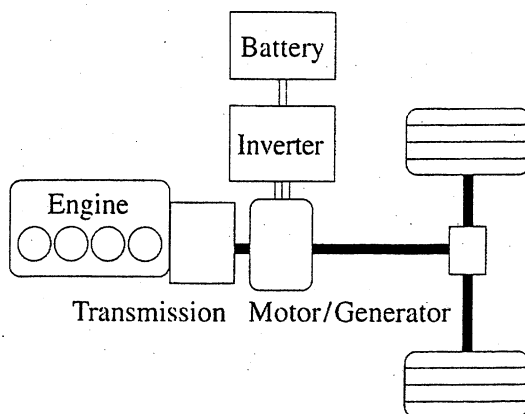 Battery
Inverter
Engine
Transmission
Motor/Generator